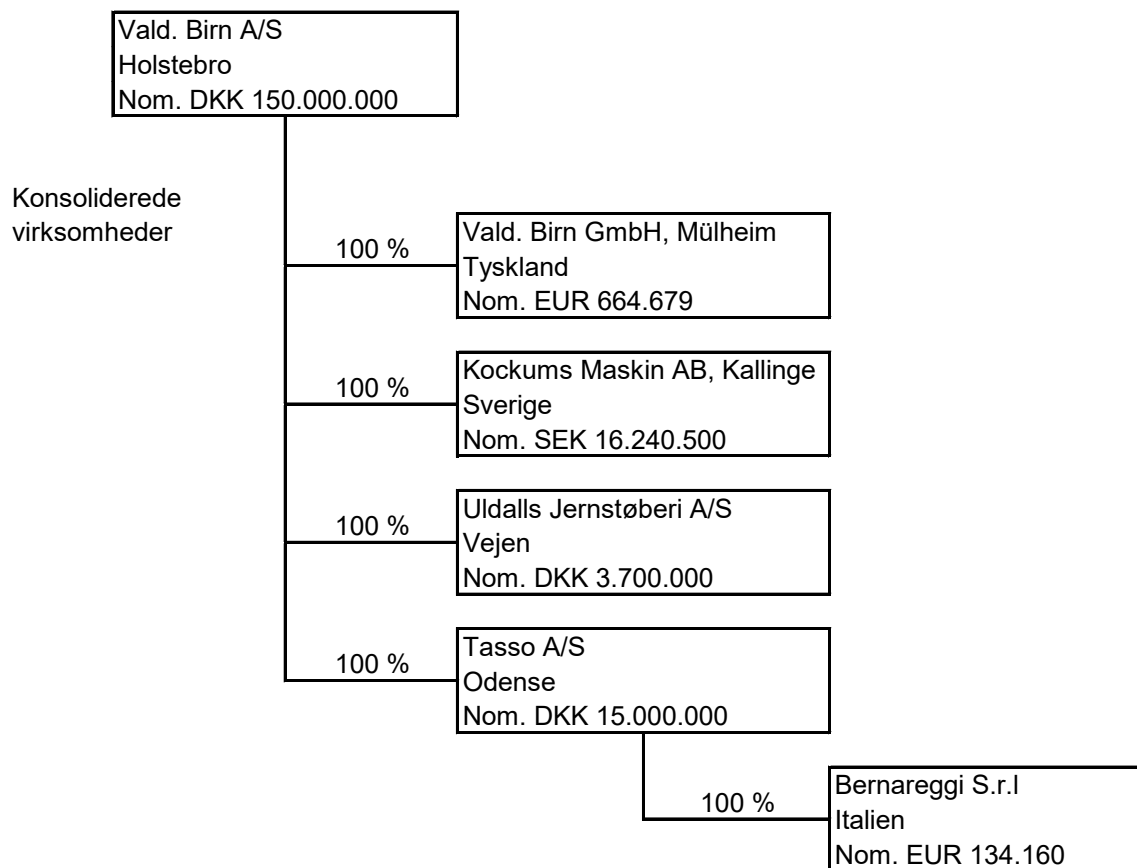 Vald. Birn A/S
Holstebro
Nom. DKK 150.000.000
Konsoliderede
virksomheder
100 %
Vald. Birn GmbH, Mülheim
Tyskland
Nom. EUR 664.679
100 %
Kockums Maskin AB, Kallinge
Sverige
Nom. SEK 16.240.500
100 %
Uldalls Jernstøberi A/S
Vejen
Nom. DKK 3.700.000
100 %
Tasso A/S
Odense
Nom. DKK 15.000.000
100 %
Bernareggi S.r.l
Italien
Nom. EUR 134.160